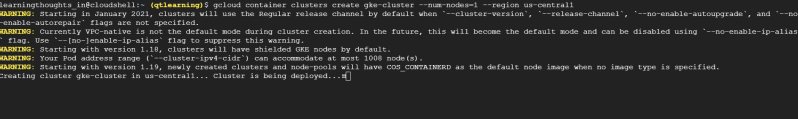 learningthoughts_in@cloudshell:~ (qtlearning)$ gcloud container clusters create gke-cluster --num-nodes=1 --region us-central1
WARNING: Starting in January 2021, clusters will use the Regular release channel by default when `--cluster-version`, `--release-channel`, `--no-enable-autoupgrade`, and `--no
-enable-autorepair` flags are not specified.
WARNING: Currently VPC-native is not the default mode during cluster creation. In the future, this will become the default mode and can be disabled using `--no-enable-ip-alias
` flag. Use `--[no-]enable-ip-alias` flag to suppress this warning.
WARNING: Starting with version 1.18, clusters will have shielded GKE nodes by default.
WARNING: Your Pod address range (`--cluster-ipv4-cidr`) can accommodate at most 1008 node(s).
WARNING: Starting with version 1.19, newly created clusters and node-pools will have COS_CONTAINERD as the default node image when no image type is specified.
Creating cluster gke-cluster in us-central1... Cluster is being deployed...